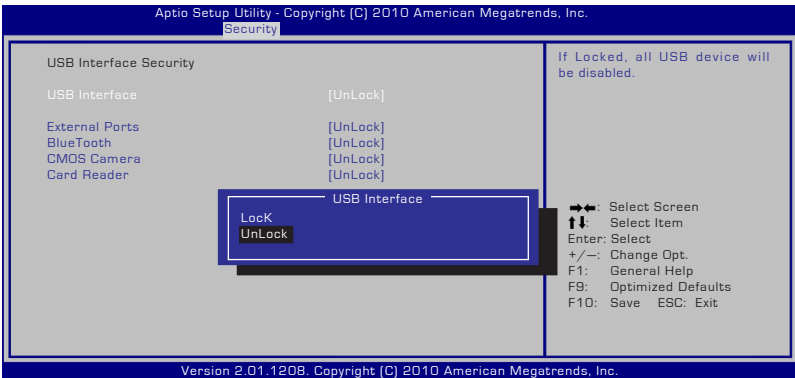 Aptio Setup Utility - Copyright (C) 2010 American Megatrends, Inc.
Security
USB Interface Security
USB Interface [UnLock]
External Ports [UnLock]
BlueTooth [UnLock]
CMOS Camera [UnLock]
Card Reader [UnLock]
USB Interface
LocK
UnLock
If Locked, all USB device will
be disabled.
→←: Select Screen
↑↓: Select Item
Enter: Select
+/—: Change Opt.
F1: General Help
F9: Optimized Defaults
F10: Save ESC: Exit
Version 2.01.1208. Copyright (C) 2010 American Megatrends, Inc.